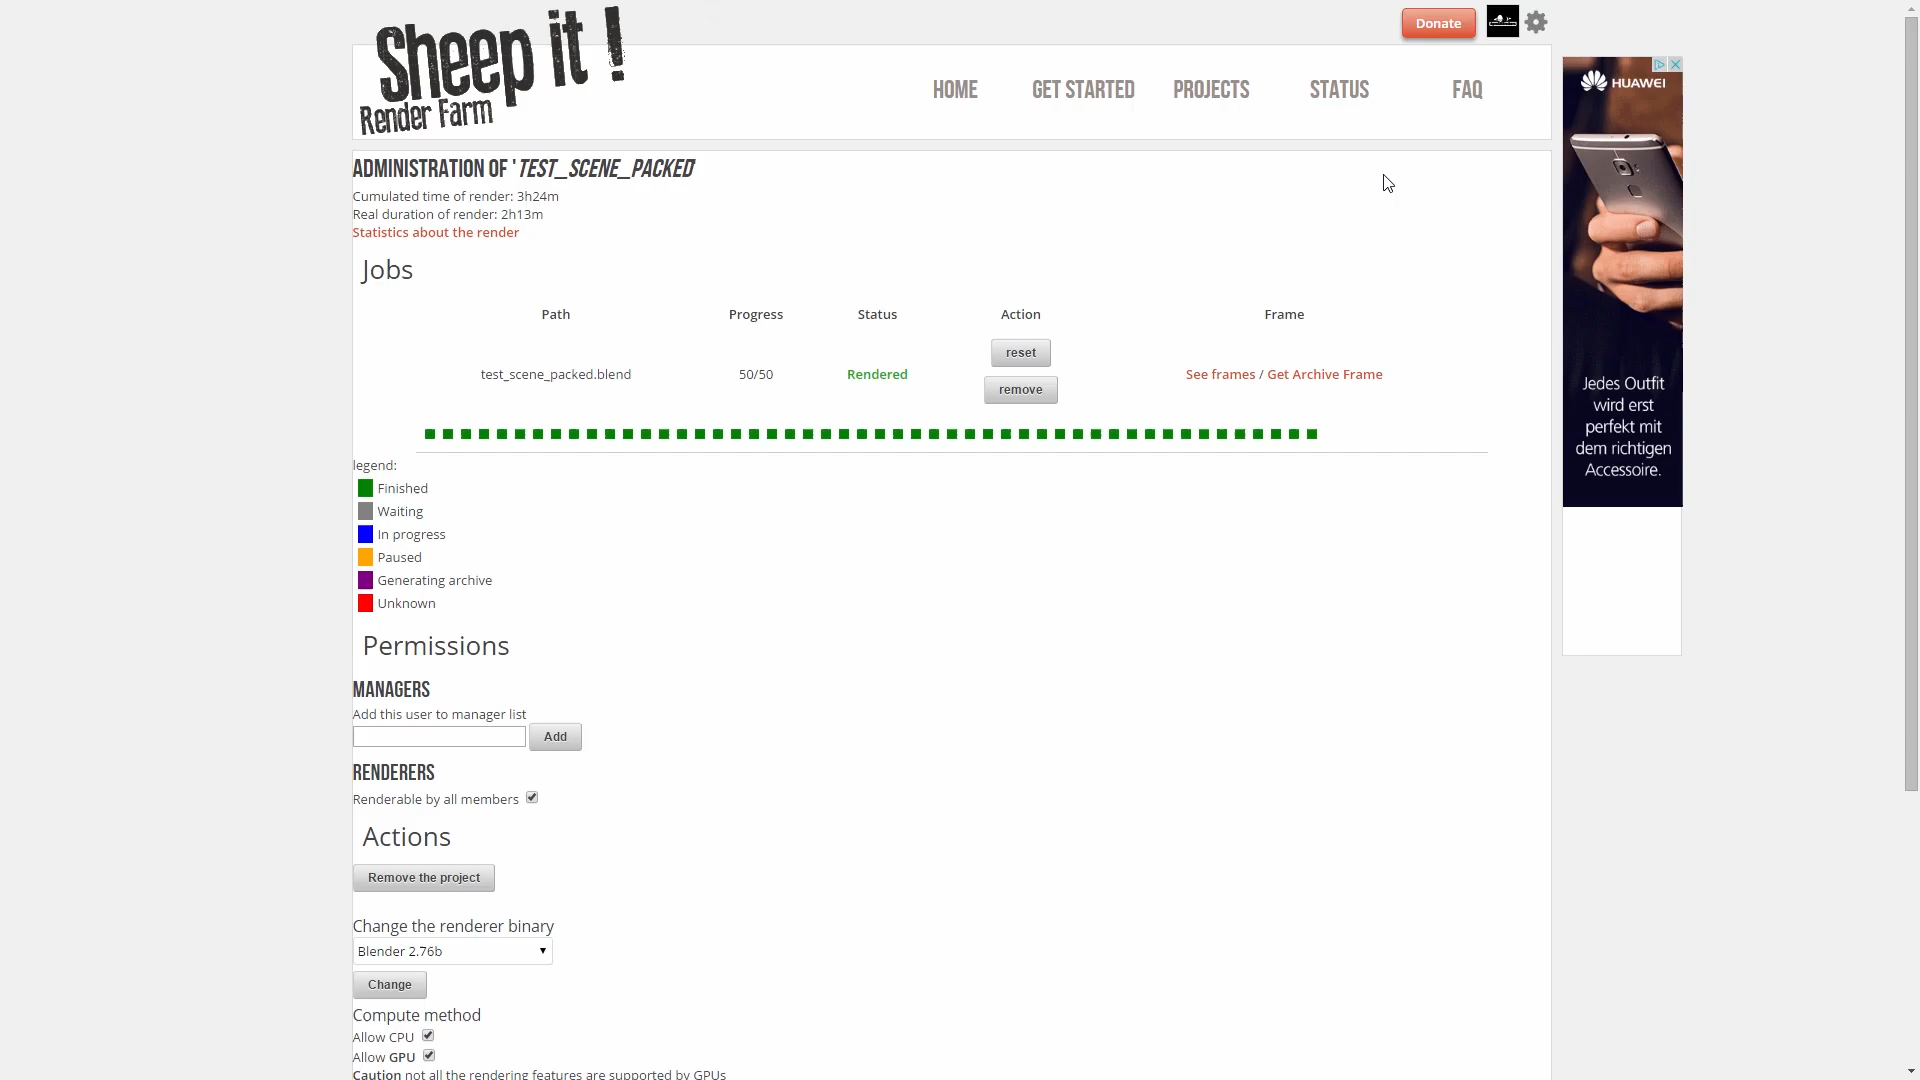 Sheep it !
Render Farm
Donate
HOME
GET STARTED
PROJECTS
STATUS
FAQ
HUAWEI
Jedes Outfit
wird erst
perfekt mit
dem richtigen
Accessoire.
ADMINISTRATION OF 'TEST_SCENE_PACKED'
Cumulated time of render: 3h24m
Real duration of render: 2h13m
Statistics about the render
Jobs
Path Progress Status Action Frame
reset
test_scene_packed.blend 50/50 Rendered See frames / Get Archive Frame
remove
legend:
Finished
Waiting
In progress
Paused
Generating archive
Unknown
Permissions
MANAGERS
Add this user to manager list
Add
RENDERERS
Renderable by all members
Actions
Remove the project
Change the renderer binary
Blender 2.76b
Change
Compute method
Allow CPU
Allow GPU
Caution not all the rendering features are supported by GPUs